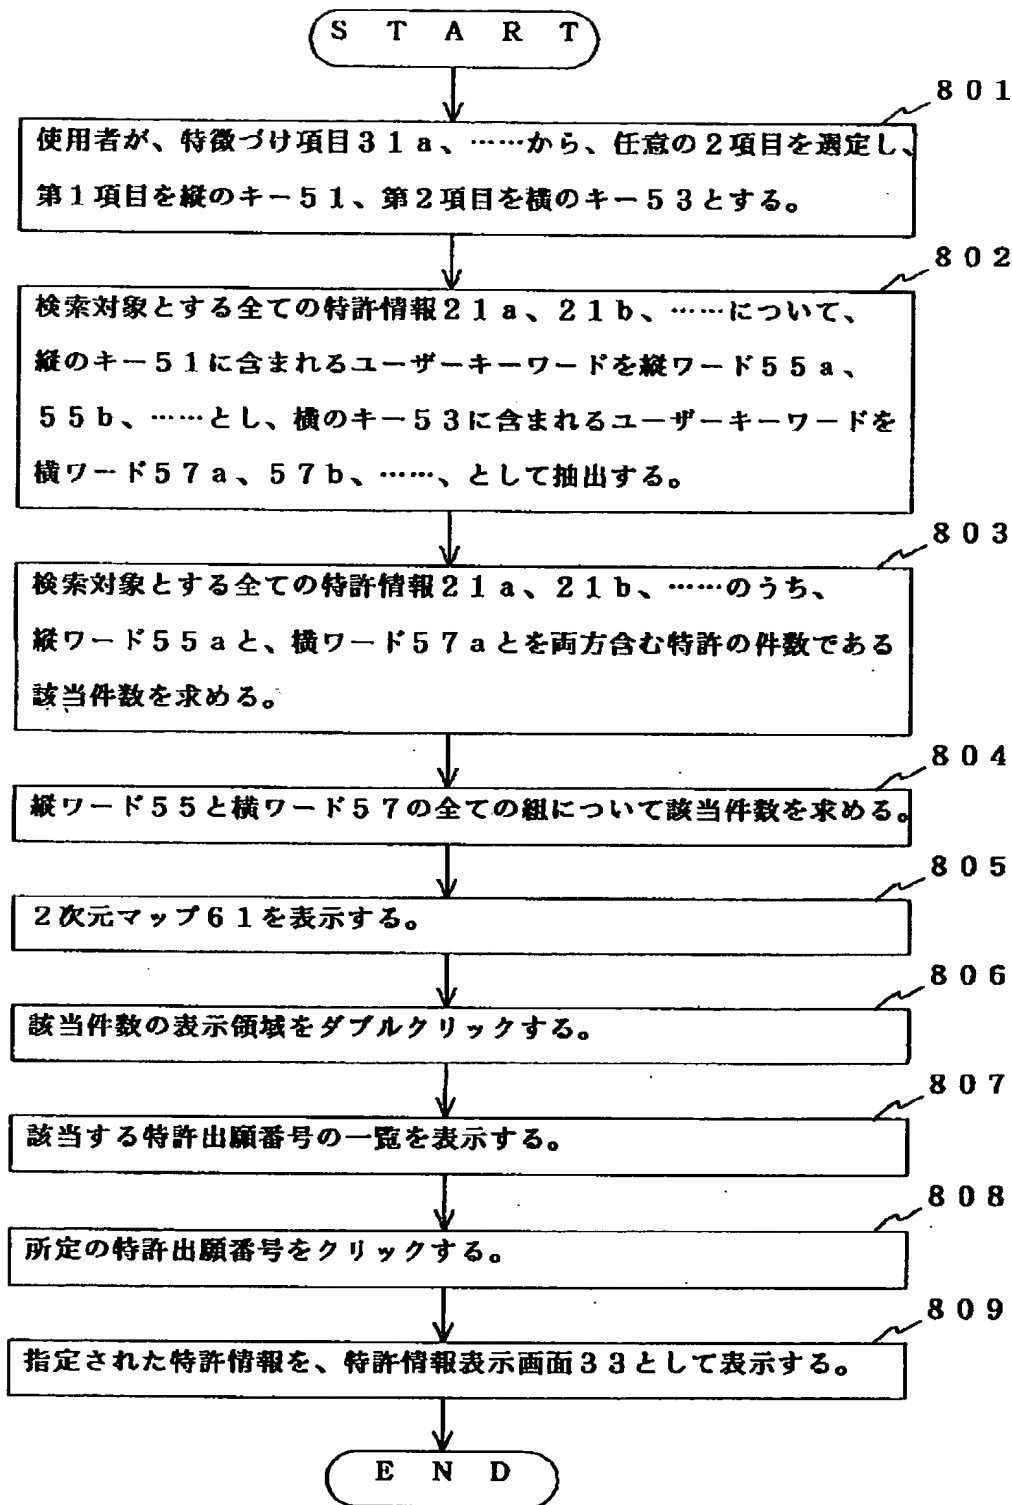 ＳＴＡＲＴ
８０１
使用者が、特徴づけ項目３１ａ、……から、任意の２項目を選定し、
第１項目を縦のキー５１、第２項目を横のキー５３とする。
８０２
検索対象とする全ての特許情報２１ａ、２１ｂ、……について、
縦のキー５１に含まれるユーザーキーワードを縦ワード５５ａ、
５５ｂ、……とし、横のキー５３に含まれるユーザーキーワードを
横ワード５７ａ、５７ｂ、……、として抽出する。
８０３
検索対象とする全ての特許情報２１ａ、２１ｂ、……のうち、
縦ワード５５ａと、横ワード５７ａとを両方含む特許の件数である
該当件数を求める。
８０４
縦ワード５５と横ワード５７の全ての組について該当件数を求める。
８０５
２次元マップ６１を表示する。
８０６
該当件数の表示領域をダブルクリックする。
８０７
該当する特許出願番号の一覧を表示する。
８０８
所定の特許出願番号をクリックする。
８０９
指定された特許情報を、特許情報表示画面３３として表示する。
ＥＮＤ